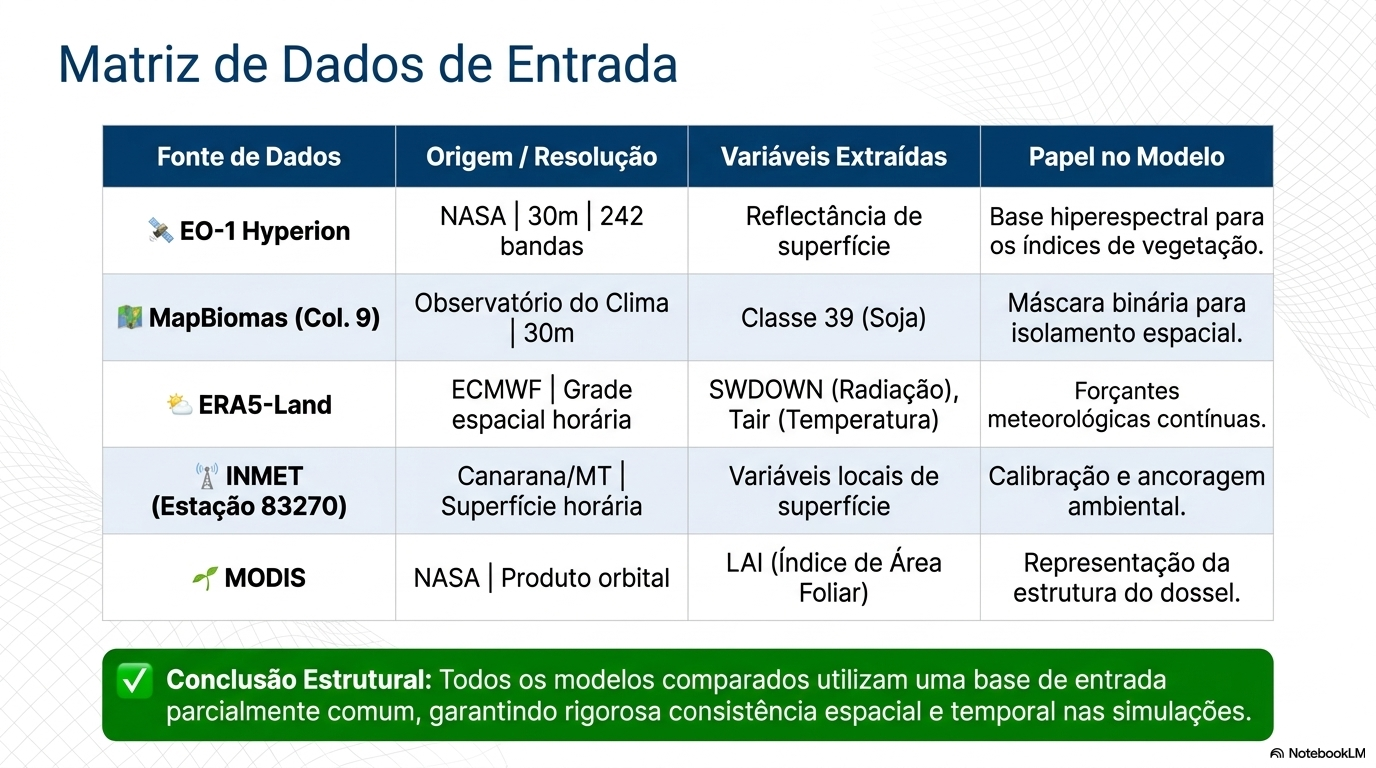 Matriz de Dados de Entrada
Fonte de Dados
Origem / Resolução
Variáveis Extraídas
Papel no Modelo
EO-1 Hyperion
NASA | 30m | 242
bandas
Reflectância de
superfície
Base hiperespectral para
os índices de vegetação.
MapBiomas (Col. 9)
Observatório do Clima
| 30m
Classe 39 (Soja)
Máscara binária para
isolamento espacial.
ERA5-Land
ECMWF | Grade
espacial horária
SWDOWN (Radiação),
Tair (Temperatura)
Forçantes
meteorológicas contínuas.
INMET
(Estação 83270)
Canarana/MT |
Superfície horária
Variáveis locais de
superfície
Calibração e ancoragem
ambiental.
MODIS
NASA | Produto orbital
LAI (Índice de Área
Foliar)
Representação da
estrutura do dossel.
Conclusão Estrutural: Todos os modelos comparados utilizam uma base de entrada
parcialmente comum, garantindo rigorosa consistência espacial e temporal nas simulações.
NotebookLM